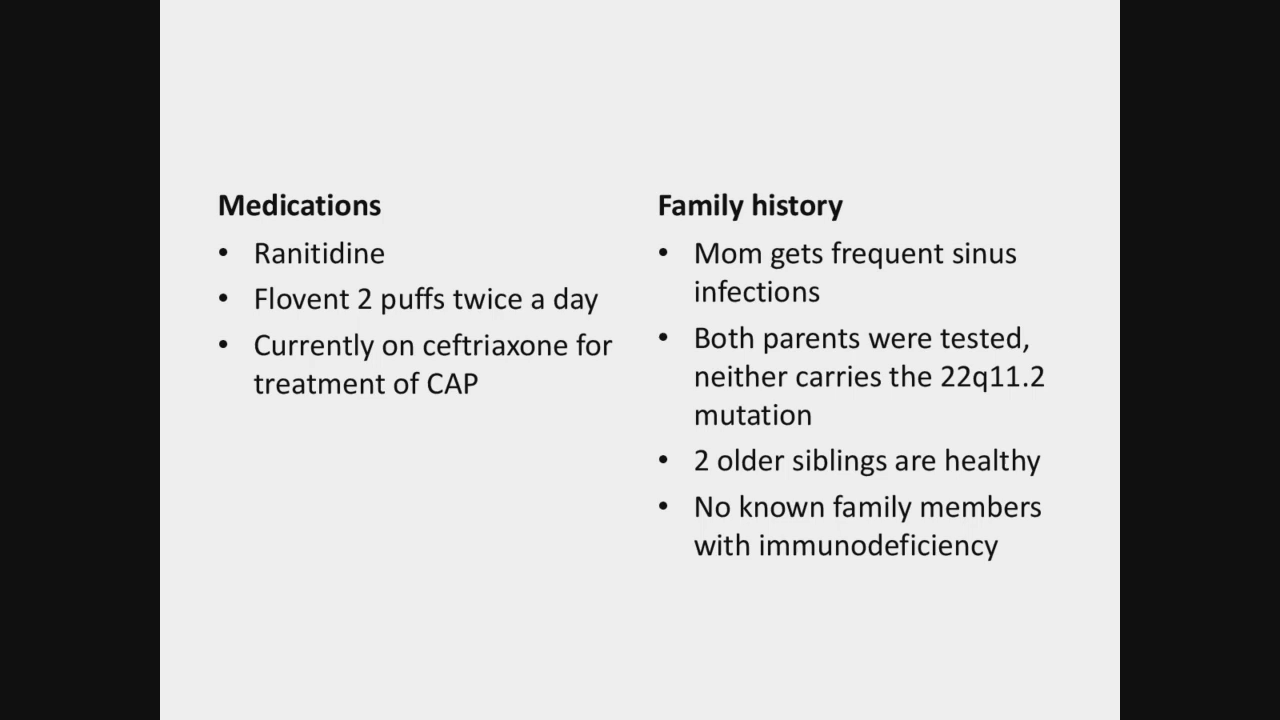 Medications
• Ranitidine
• Flovent 2 puffs twice a day
• Currently on ceftriaxone for
treatment of CAP
Family history
• Mom gets frequent sinus
infections
• Both parents were tested,
neither carries the 22q11.2
mutation
• 2 older siblings are healthy
• No known family members
with immunodeficiency